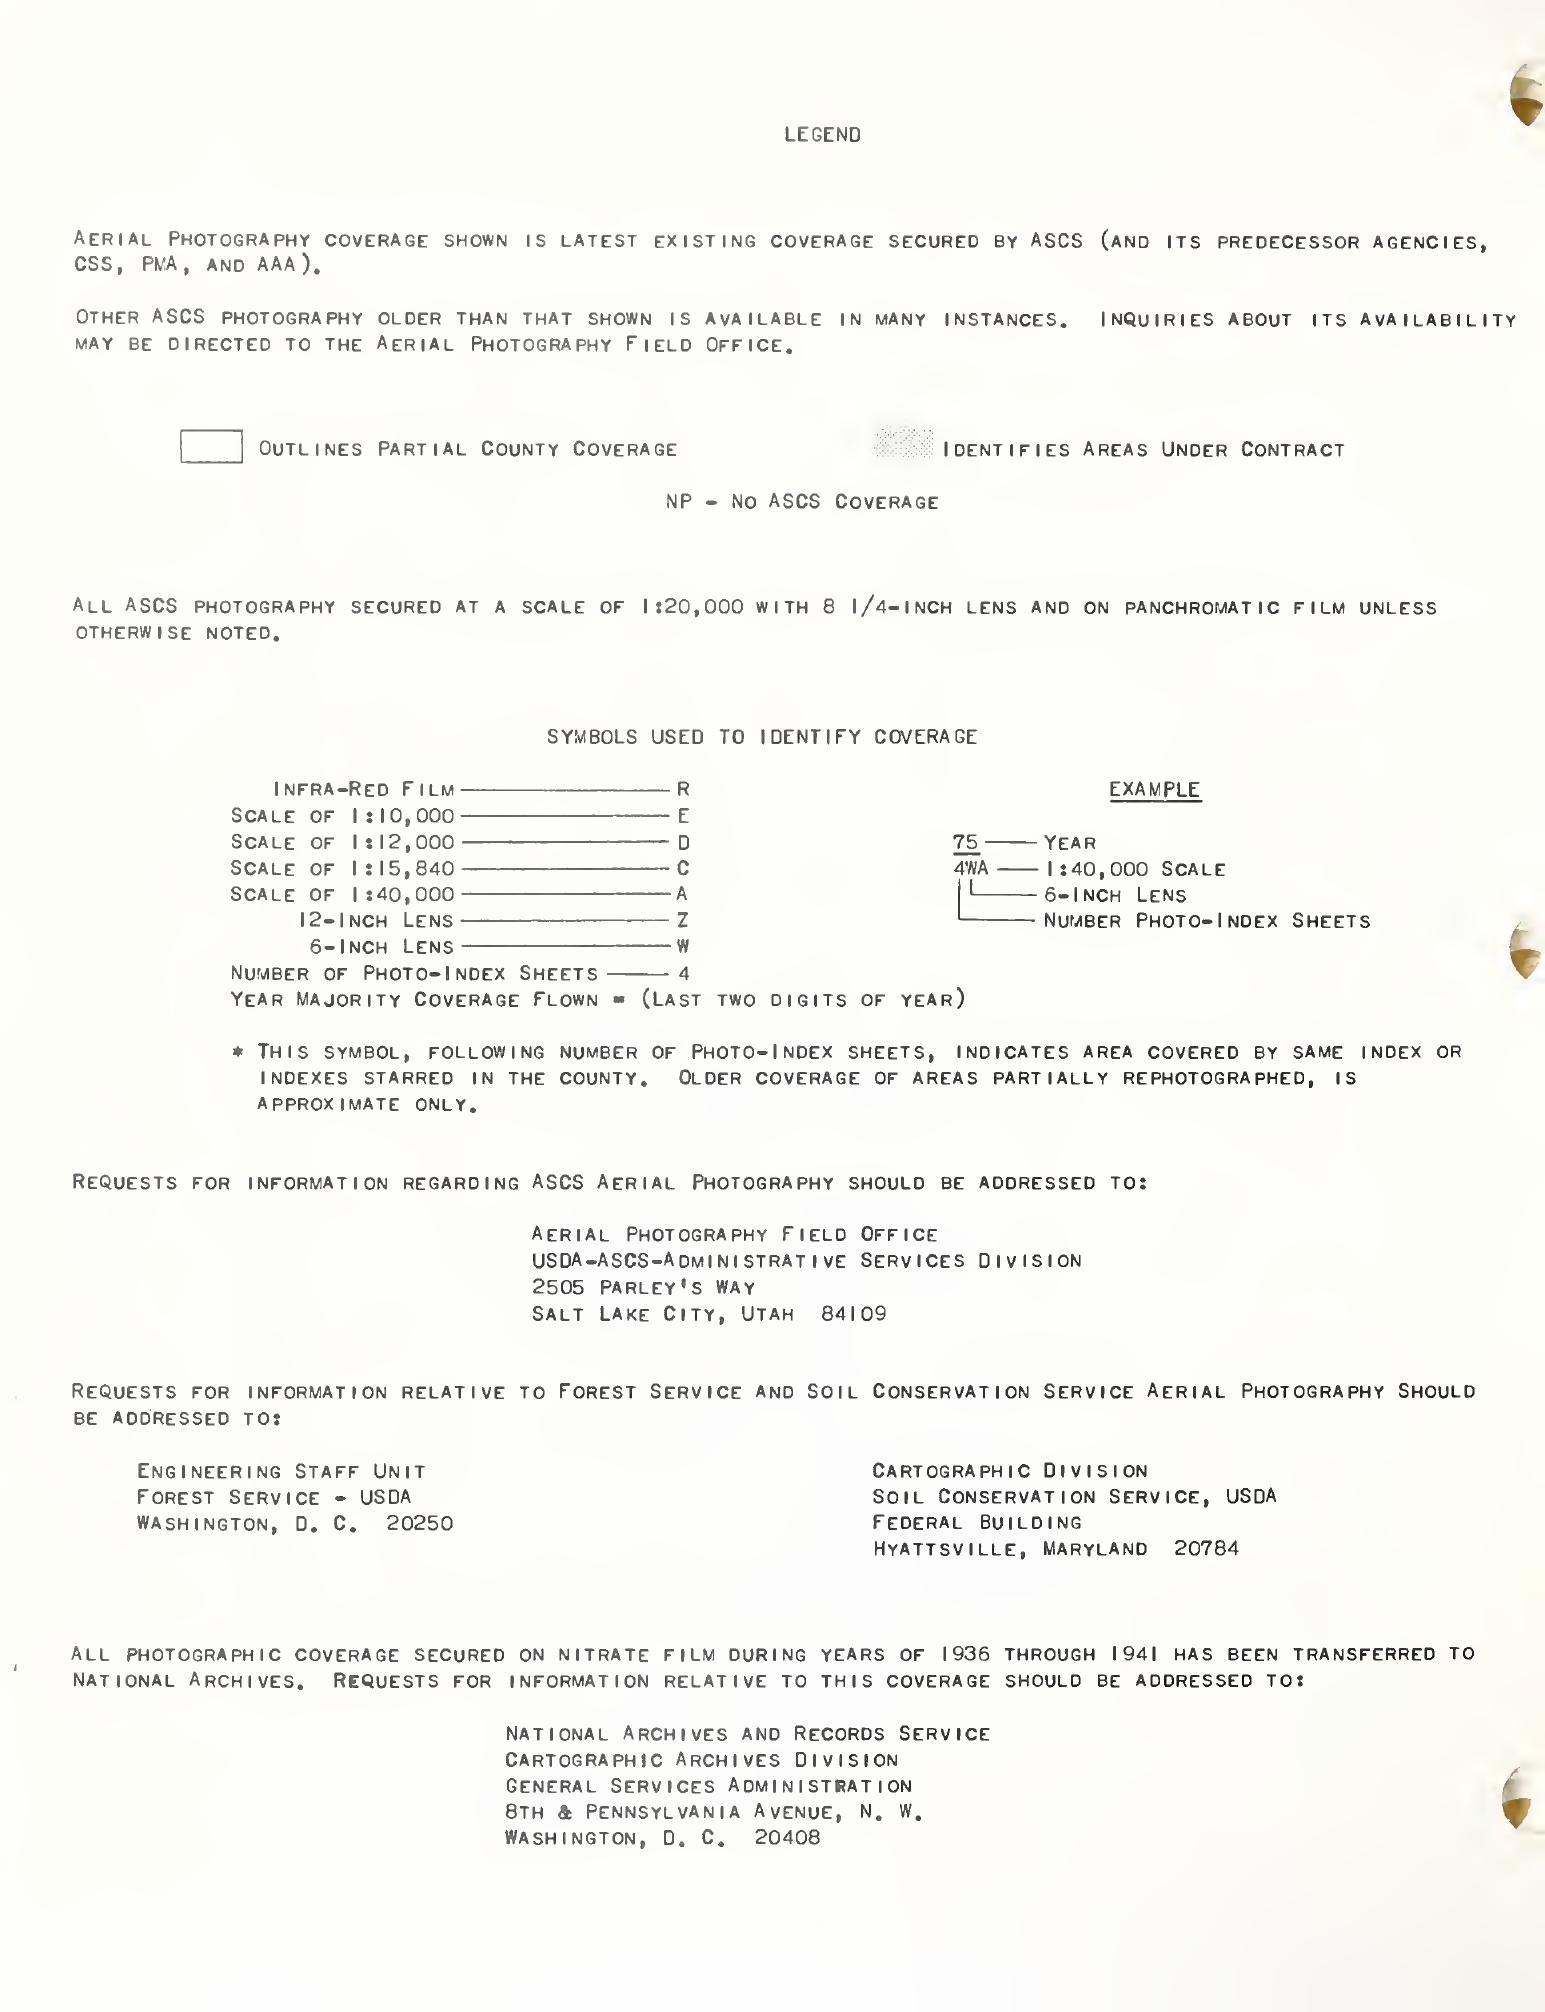 LEGEND
AERIAL PHOTOGRAPHY COVERAGE SHOWN IS LATEST EXISTING COVERAGE SECURED BY ASCS (AND ITS PREDECESSOR AGENCIES,
CSS, PMA, AND AAA).
OTHER ASCS PHOTOGRAPHY OLDER THAN THAT SHOWN IS AVAILABLE IN MANY INSTANCES. INQUIRIES ABOUT ITS AVAILABILITY
MAY BE DIRECTED TO THE AERIAL PHOTOGRAPHY FIELD OFFICE.
OUTLINES PARTIAL COUNTY COVERAGE
IDENTIFIES AREAS UNDER CONTRACT
NP - NO ASCS COVERAGE
ALL ASCS PHOTOGRAPHY SECURED AT A SCALE OF 1:20,000 WITH 8 1/4-INCH LENS AND ON PANCHROMATIC FILM UNLESS
OTHERWISE NOTED.
SYMBOLS USED TO IDENTIFY COVERAGE
INFRA-RED FILM R
SCALE OF 1:10,000 E
SCALE OF 1:12,000 D
SCALE OF 1:15,840 C
SCALE OF 1:40,000 A
12-INCH LENS Z
6-INCH LENS W
NUMBER OF PHOTO-INDEX SHEETS 4
YEAR MAJORITY COVERAGE FLOWN - (LAST TWO DIGITS OF YEAR)
EXAMPLE
75 YEAR
4WA 1:40,000 SCALE
6-INCH LENS
NUMBER PHOTO-INDEX SHEETS
* THIS SYMBOL, FOLLOWING NUMBER OF PHOTO-INDEX SHEETS, INDICATES AREA COVERED BY SAME INDEX OR
INDEXES STARRED IN THE COUNTY. OLDER COVERAGE OF AREAS PARTIALLY REPHOTOGRAPHED, IS
APPROXIMATE ONLY.
REQUESTS FOR INFORMATION REGARDING ASCS AERIAL PHOTOGRAPHY SHOULD BE ADDRESSED TO:
AERIAL PHOTOGRAPHY FIELD OFFICE
USDA-ASCS-ADMINISTRATIVE SERVICES DIVISION
2505 PARLEY'S WAY
SALT LAKE CITY, UTAH 84109
REQUESTS FOR INFORMATION RELATIVE TO FOREST SERVICE AND SOIL CONSERVATION SERVICE AERIAL PHOTOGRAPHY SHOULD
BE ADDRESSED TO:
ENGINEERING STAFF UNIT
FOREST SERVICE - USDA
WASHINGTON, D. C. 20250
CARTOGRAPHIC DIVISION
SOIL CONSERVATION SERVICE, USDA
FEDERAL BUILDING
HYATTSVILLE, MARYLAND 20784
ALL PHOTOGRAPHIC COVERAGE SECURED ON NITRATE FILM DURING YEARS OF 1936 THROUGH 1941 HAS BEEN TRANSFERRED TO
NATIONAL ARCHIVES. REQUESTS FOR INFORMATION RELATIVE TO THIS COVERAGE SHOULD BE ADDRESSED TO:
NATIONAL ARCHIVES AND RECORDS SERVICE
CARTOGRAPHIC ARCHIVES DIVISION
GENERAL SERVICES ADMINISTRATION
8TH & PENNSYLVANIA AVENUE, N. W.
WASHINGTON, D. C. 20408